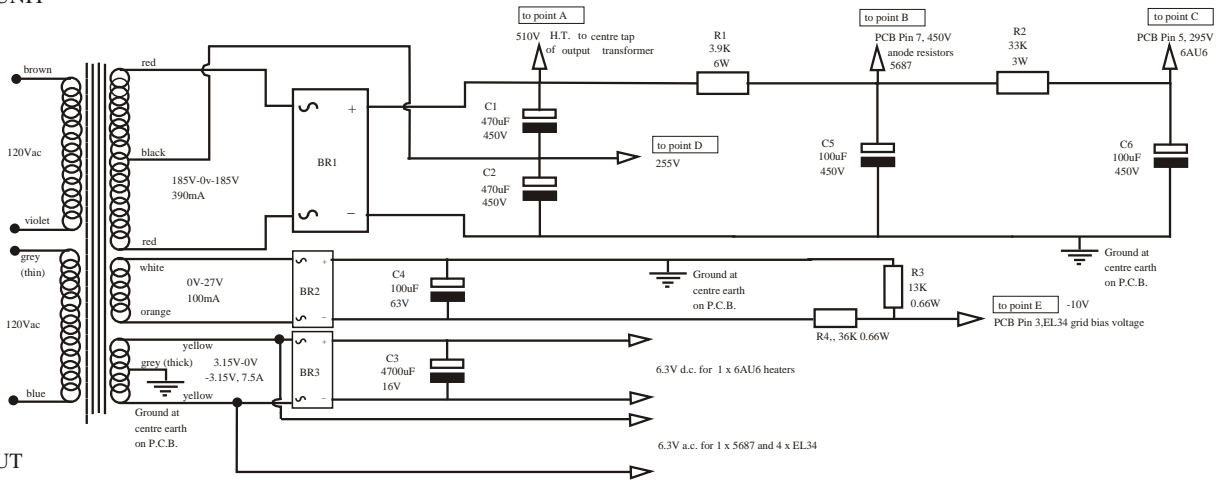 UNIT
to point A
510V H.T. to centre tap
of output transformer
R1
3.9K
6W
to point B
PCB Pin 7, 450V
anode resistors
5687
R2
33K
3W
to point C
PCB Pin 5, 295V
6AU6
brown
red
120Vac
black
185V-0v-185V
390mA
violet
red
BR1
+
−
C1
470uF
450V
C2
470uF
450V
to point D
255V
C5
100uF
450V
C6
100uF
450V
Ground at
centre earth
on P.C.B.
grey
(thin)
120Vac
blue
white
0V-27V
100mA
orange
BR2
+
−
C4
100uF
63V
Ground at
centre earth
on P.C.B.
R3
13K
0.66W
R4,, 36K 0.66W
to point E -10V
PCB Pin 3,EL34 grid bias voltage
yellow
grey (thick)
3.15V-0V
-3.15V, 7.5A
yellow
Ground at
centre earth
on P.C.B.
BR3
+
−
C3
4700uF
16V
6.3V d.c. for 1 x 6AU6 heaters
6.3V a.c. for 1 x 5687 and 4 x EL34
UT